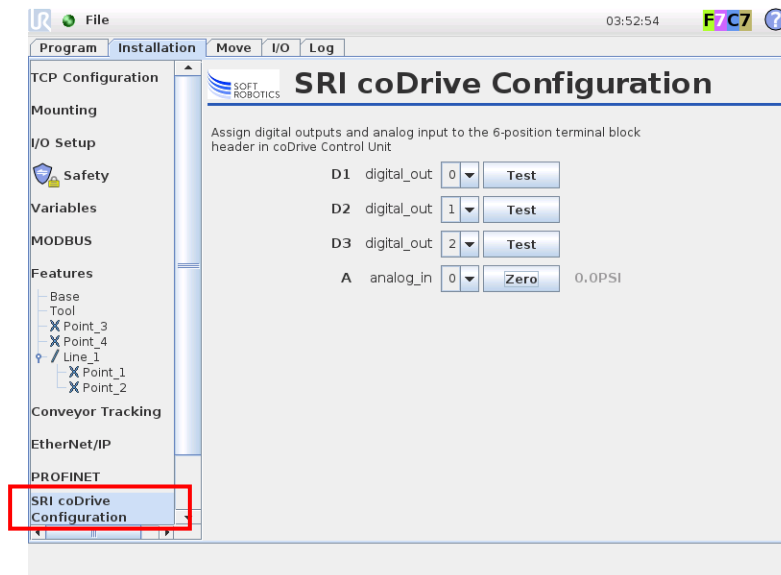 UR File 03:52:54 F7C7 ?
Program Installation Move I/O Log
TCP Configuration
Mounting
I/O Setup
Safety
Variables
MODBUS
Features
Base
Tool
Point_3
Point_4
Line_1
Point_1
Point_2
Conveyor Tracking
EtherNet/IP
PROFINET
SRI coDrive
Configuration
SOFT
ROBOTICS
SRI coDrive Configuration
Assign digital outputs and analog input to the 6-position terminal block
header in coDrive Control Unit
D1 digital_out 0 Test
D2 digital_out 1 Test
D3 digital_out 2 Test
A analog_in 0 Zero 0.0PSI